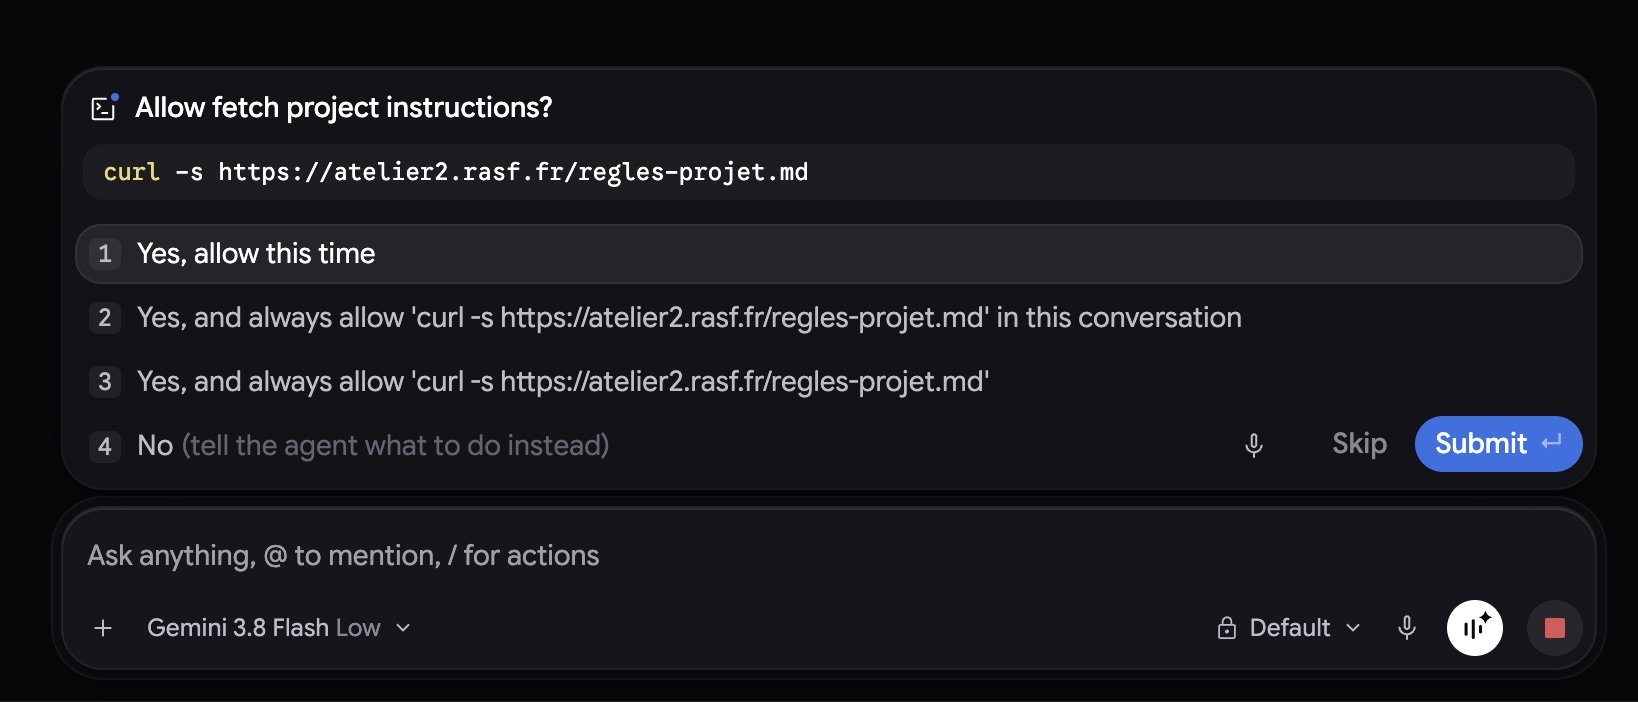 Allow fetch project instructions?
curl -s https://atelier2.rasf.fr/regles-projet.md
1 Yes, allow this time
2 Yes, and always allow 'curl -s https://atelier2.rasf.fr/regles-projet.md' in this conversation
3 Yes, and always allow 'curl -s https://atelier2.rasf.fr/regles-projet.md'
4 No (tell the agent what to do instead) Skip Submit
Ask anything, @ to mention, / for actions
Gemini 3.8 Flash Low Default